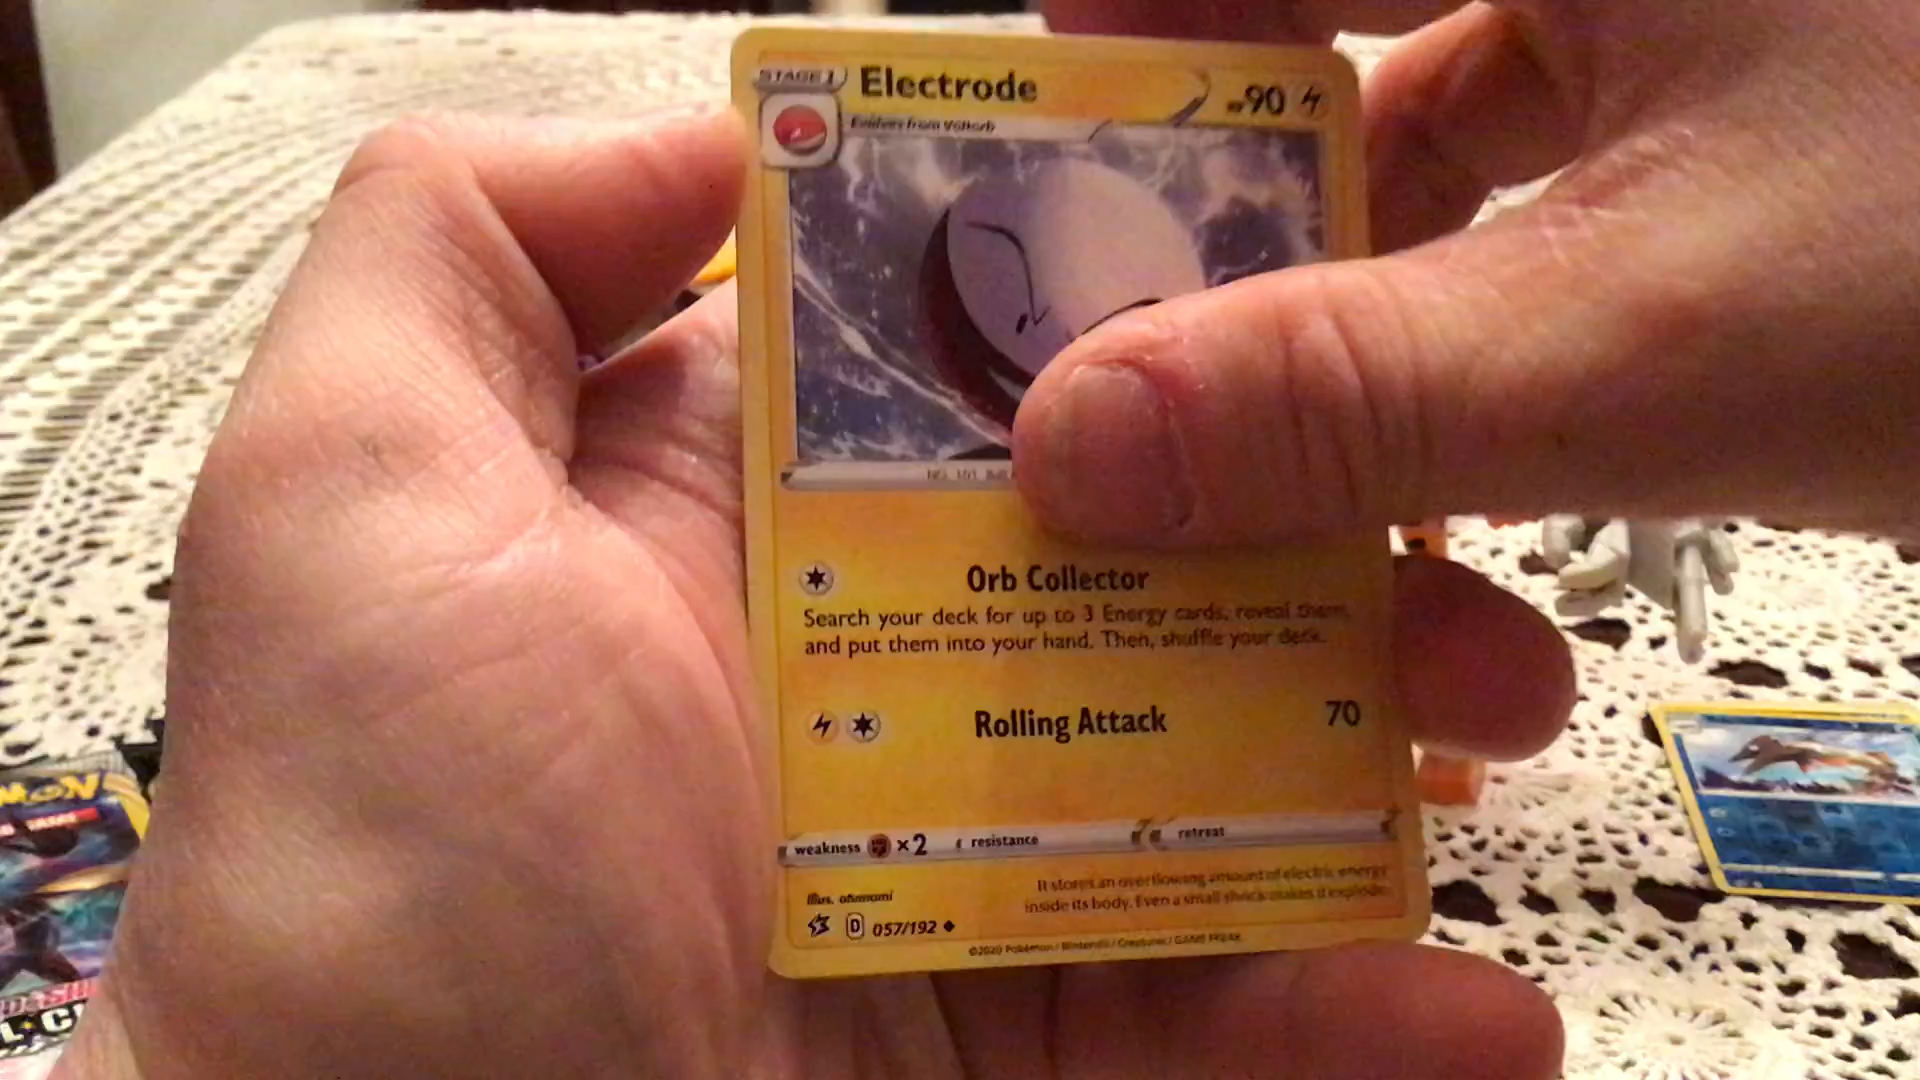 STAGE 1
Electrode
HP90
Evolves from Voltorb
NO. 101
Orb Collector
Search your deck for up to 3 Energy cards, reveal them,
and put them into your hand. Then, shuffle your deck.
Rolling Attack 70
weakness ×2 resistance retreat
It stores an overflowing amount of electric energy
inside its body. Even a small shock makes it explode.
Illus. otumami
D 057/192
©2020 Pokémon / Nintendo / Creatures / GAME FREAK